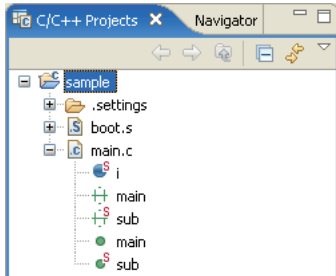 C/C++ Projects Navigator
sample
.settings
boot.s
main.c
i
main
sub
main
sub